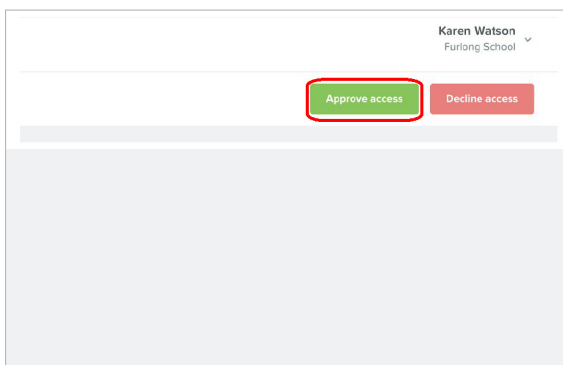 Karen Watson
Furlong School
Approve access
Decline access